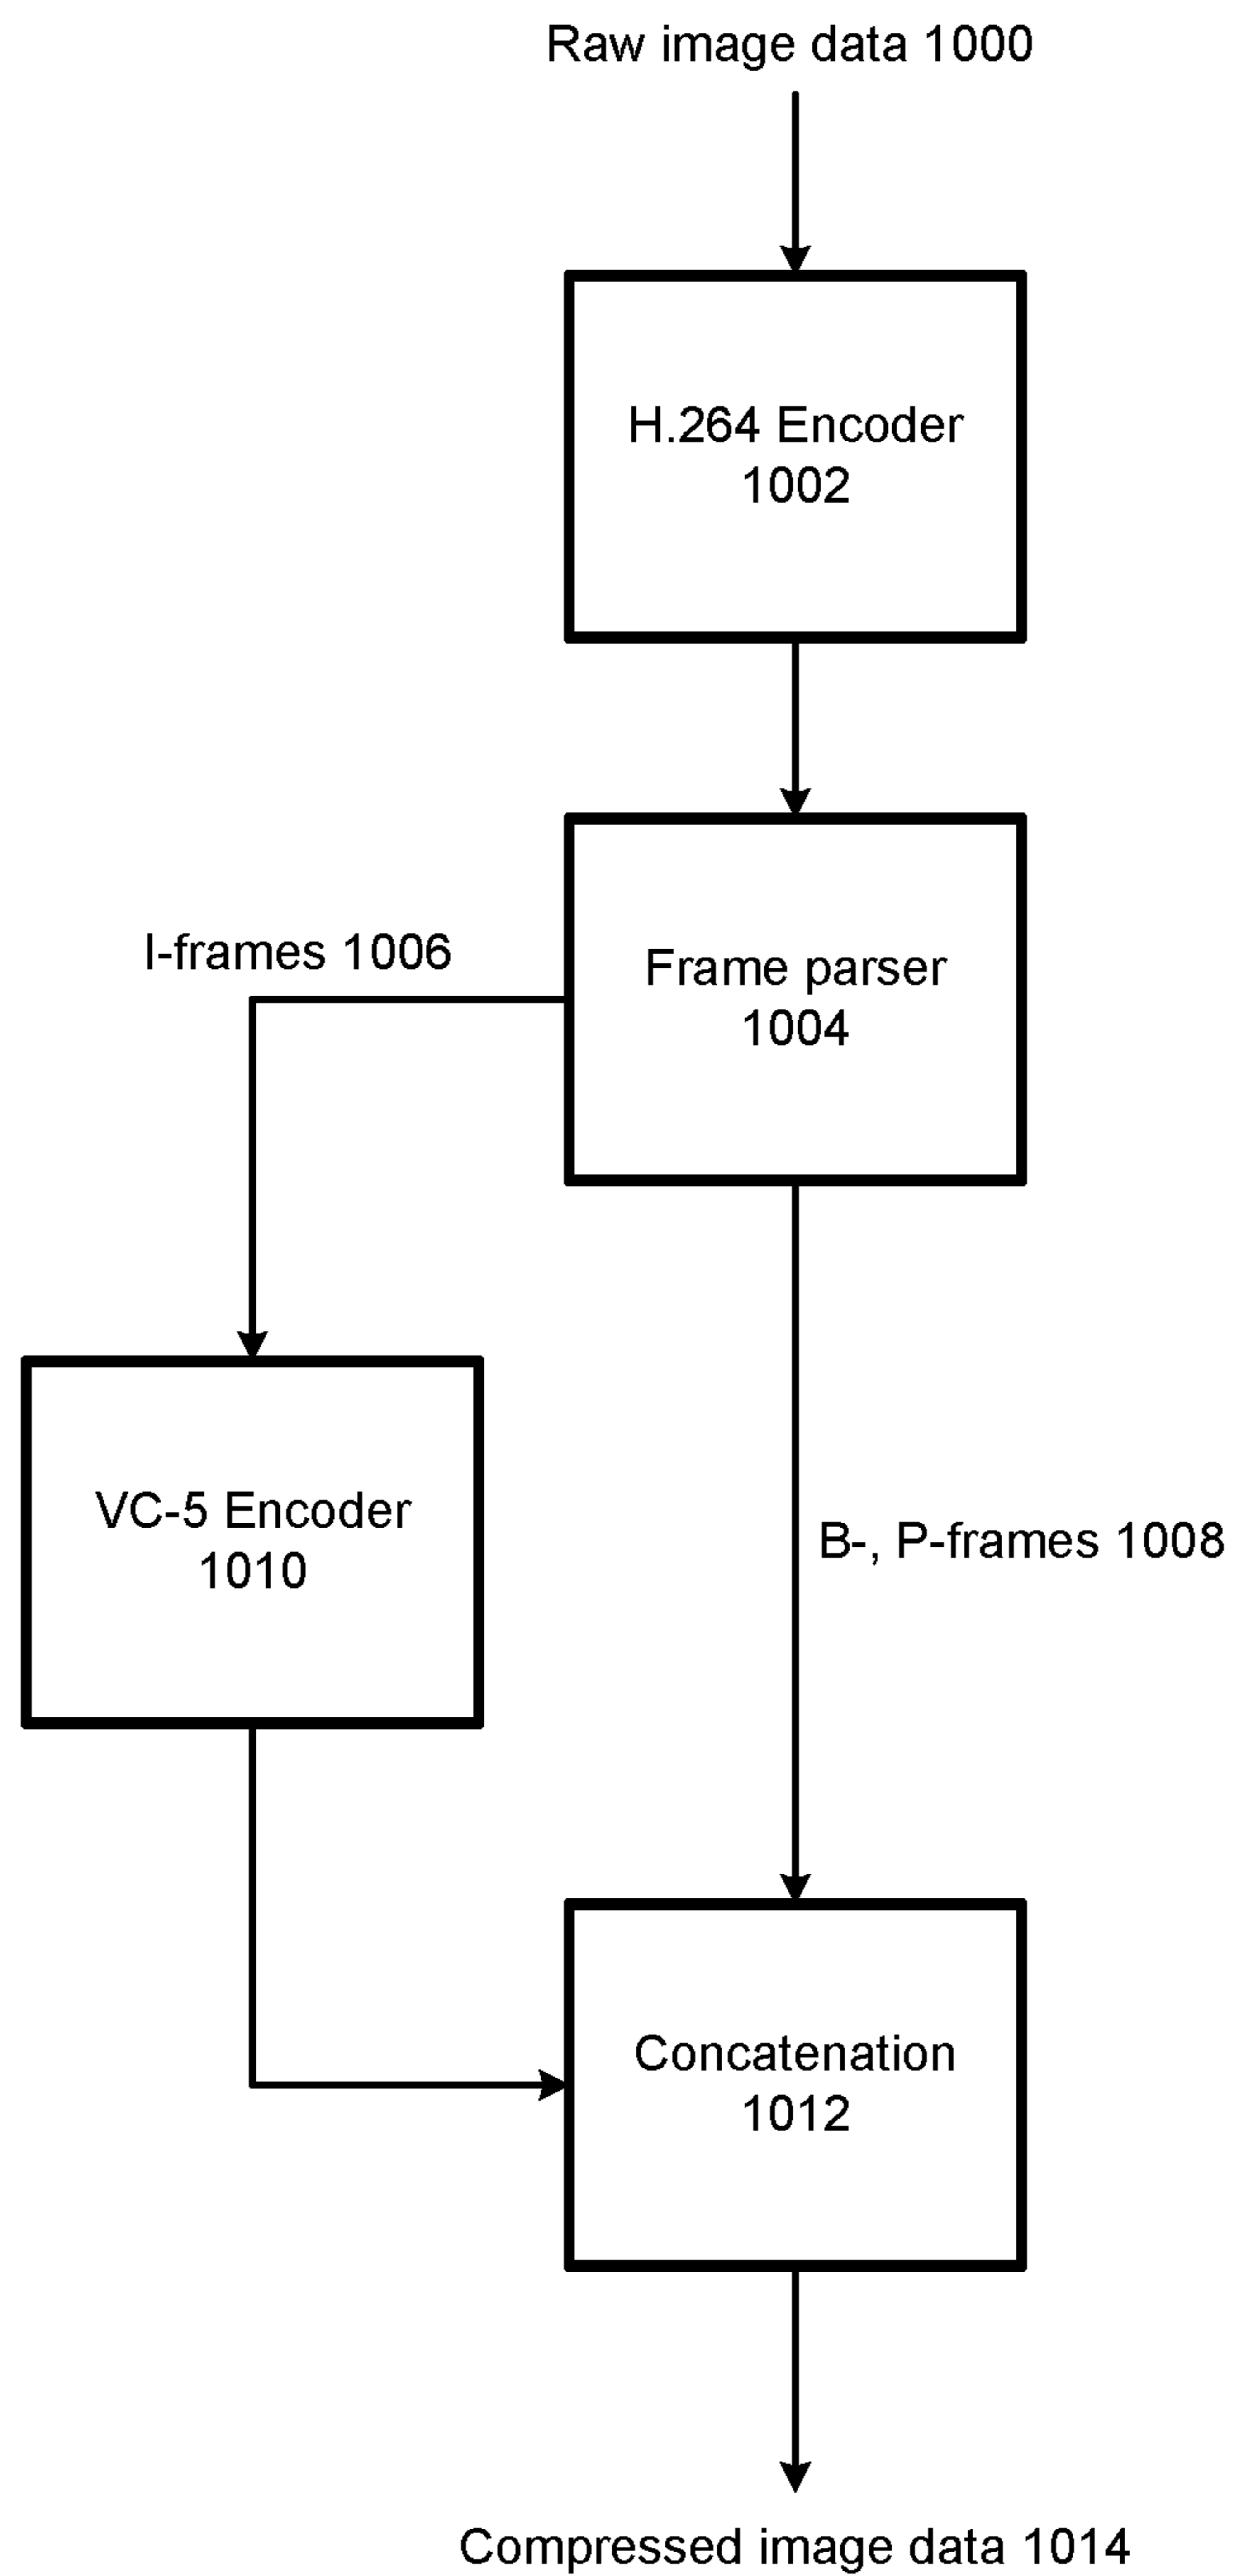 Raw image data 1000
H.264 Encoder
1002
I-frames 1006
Frame parser
1004
VC-5 Encoder
1010
B-, P-frames 1008
Concatenation
1012
Compressed image data 1014